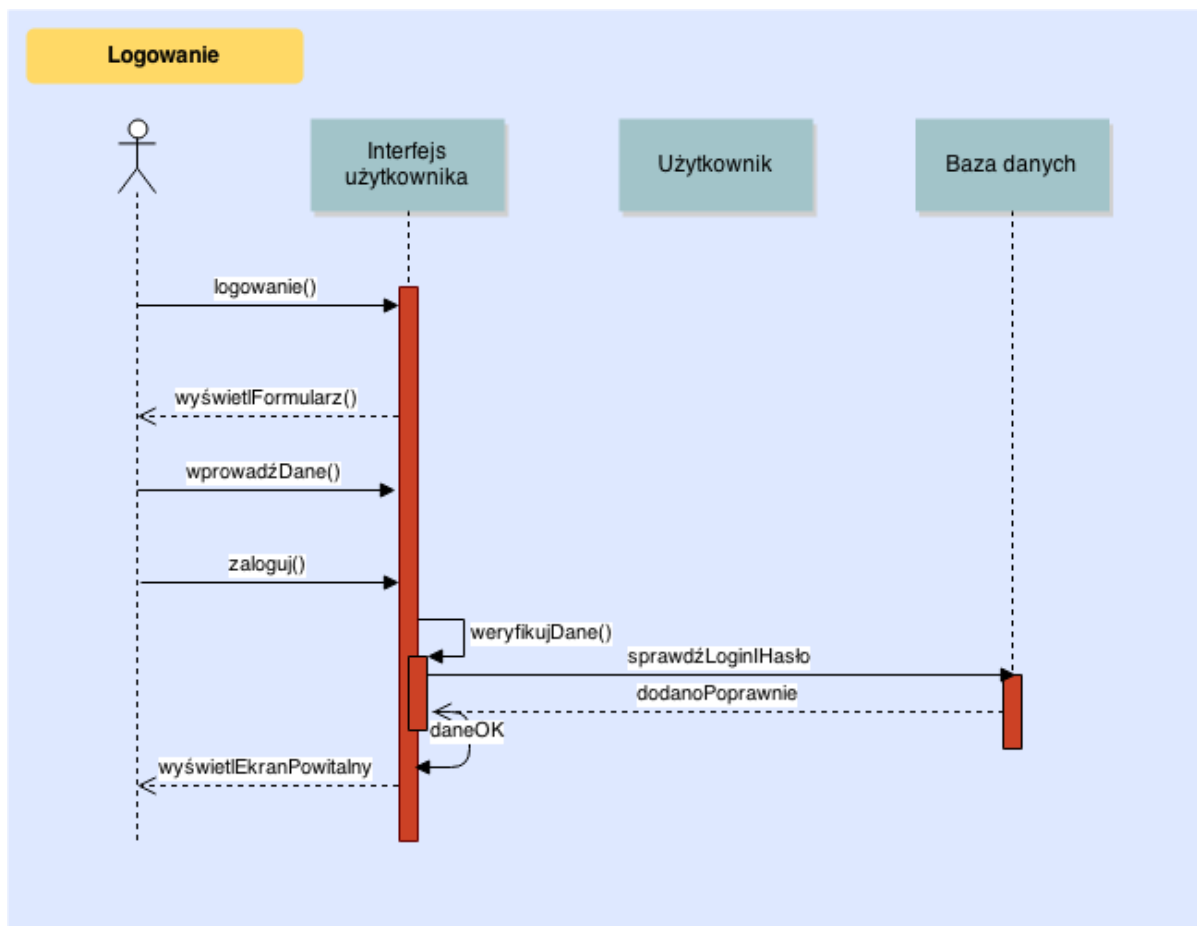 Logowanie
Interfejs
użytkownika
Użytkownik
Baza danych
logowanie()
wyświetlFormularz()
wprowadźDane()
zaloguj()
weryfikujDane()
sprawdźLoginIHasło
dodanoPoprawnie
daneOK
wyświetlEkranPowitalny